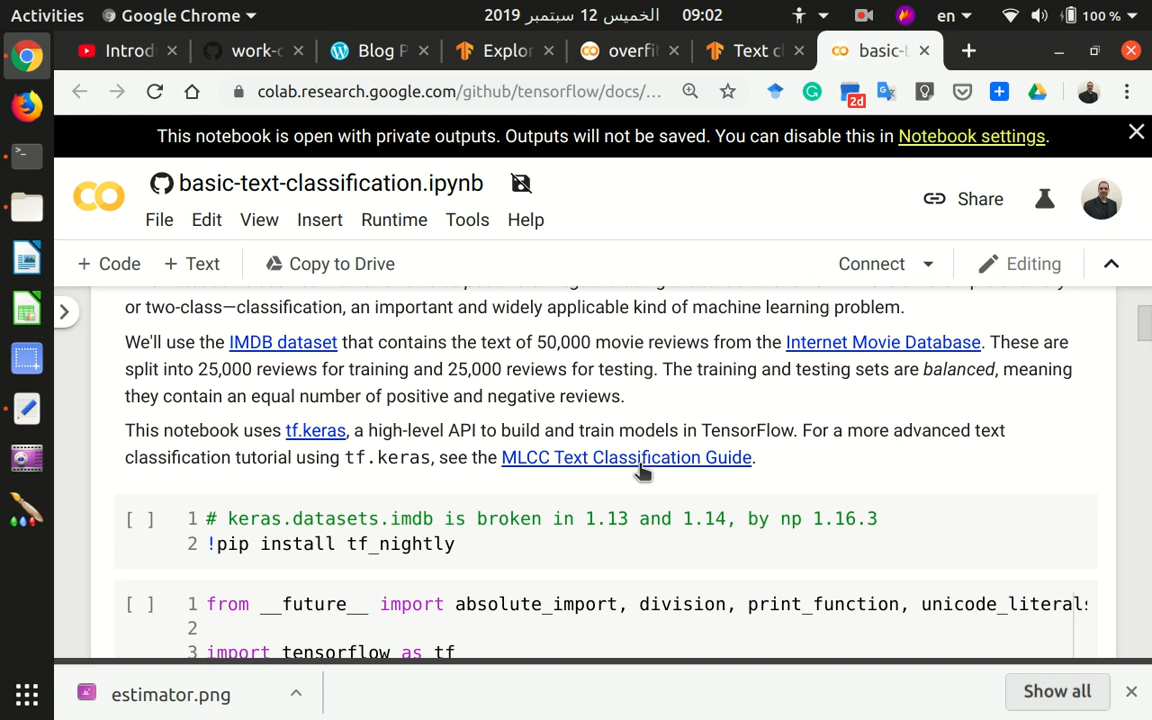 Activities Google Chrome 2019 الخميس 12 سبتمبر 09:02 en 100 %
Introd work- Blog P Explor overfi Text c basic-t
colab.research.google.com/github/tensorflow/docs/... 2d
This notebook is open with private outputs. Outputs will not be saved. You can disable this in Notebook settings.
basic-text-classification.ipynb
Share
File Edit View Insert Runtime Tools Help
+ Code + Text Copy to Drive Connect Editing
or two-class—classification, an important and widely applicable kind of machine learning problem.
We'll use the IMDB dataset that contains the text of 50,000 movie reviews from the Internet Movie Database. These are
split into 25,000 reviews for training and 25,000 reviews for testing. The training and testing sets are balanced, meaning
they contain an equal number of positive and negative reviews.
This notebook uses tf.keras, a high-level API to build and train models in TensorFlow. For a more advanced text
classification tutorial using tf.keras, see the MLCC Text Classification Guide.
[ ] 1 # keras.datasets.imdb is broken in 1.13 and 1.14, by np 1.16.3
2 !pip install tf_nightly
[ ] 1 from __future__ import absolute_import, division, print_function, unicode_literals
2
3 import tensorflow as tf
estimator.png Show all